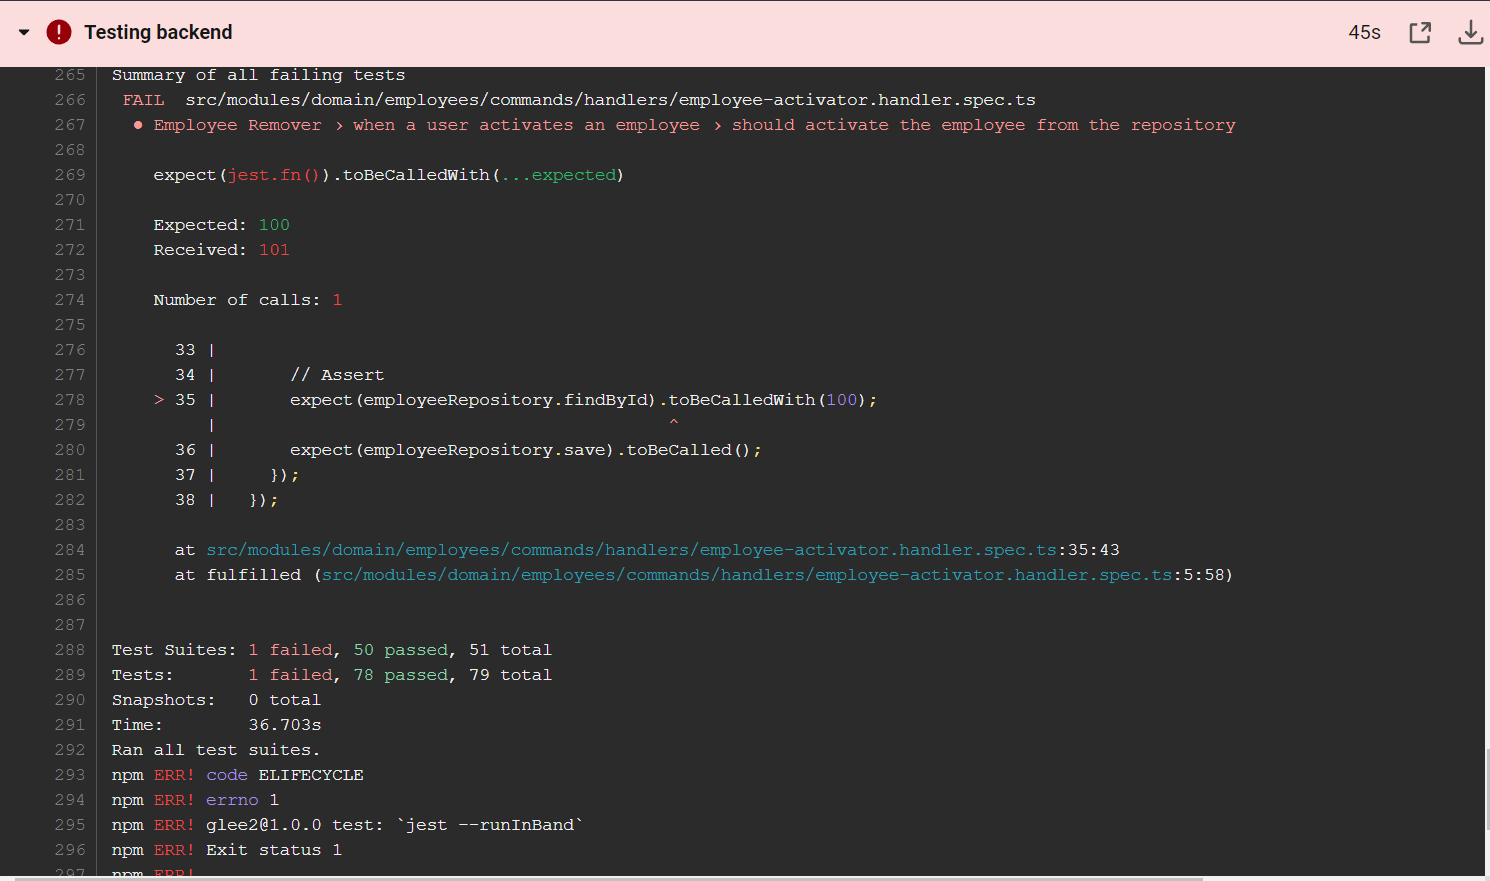 Testing backend 45s
265 Summary of all failing tests
266 FAIL src/modules/domain/employees/commands/handlers/employee-activator.handler.spec.ts
267 ● Employee Remover › when a user activates an employee › should activate the employee from the repository
268
269 expect(jest.fn()).toBeCalledWith(...expected)
270
271 Expected: 100
272 Received: 101
273
274 Number of calls: 1
275
276 33 |
277 34 | // Assert
278 > 35 | expect(employeeRepository.findById).toBeCalledWith(100);
279 | ^
280 36 | expect(employeeRepository.save).toBeCalled();
281 37 | });
282 38 | });
283
284 at src/modules/domain/employees/commands/handlers/employee-activator.handler.spec.ts:35:43
285 at fulfilled (src/modules/domain/employees/commands/handlers/employee-activator.handler.spec.ts:5:58)
286
287
288 Test Suites: 1 failed, 50 passed, 51 total
289 Tests: 1 failed, 78 passed, 79 total
290 Snapshots: 0 total
291 Time: 36.703s
292 Ran all test suites.
293 npm ERR! code ELIFECYCLE
294 npm ERR! errno 1
295 npm ERR! glee2@1.0.0 test: `jest --runInBand`
296 npm ERR! Exit status 1
297 npm ERR!